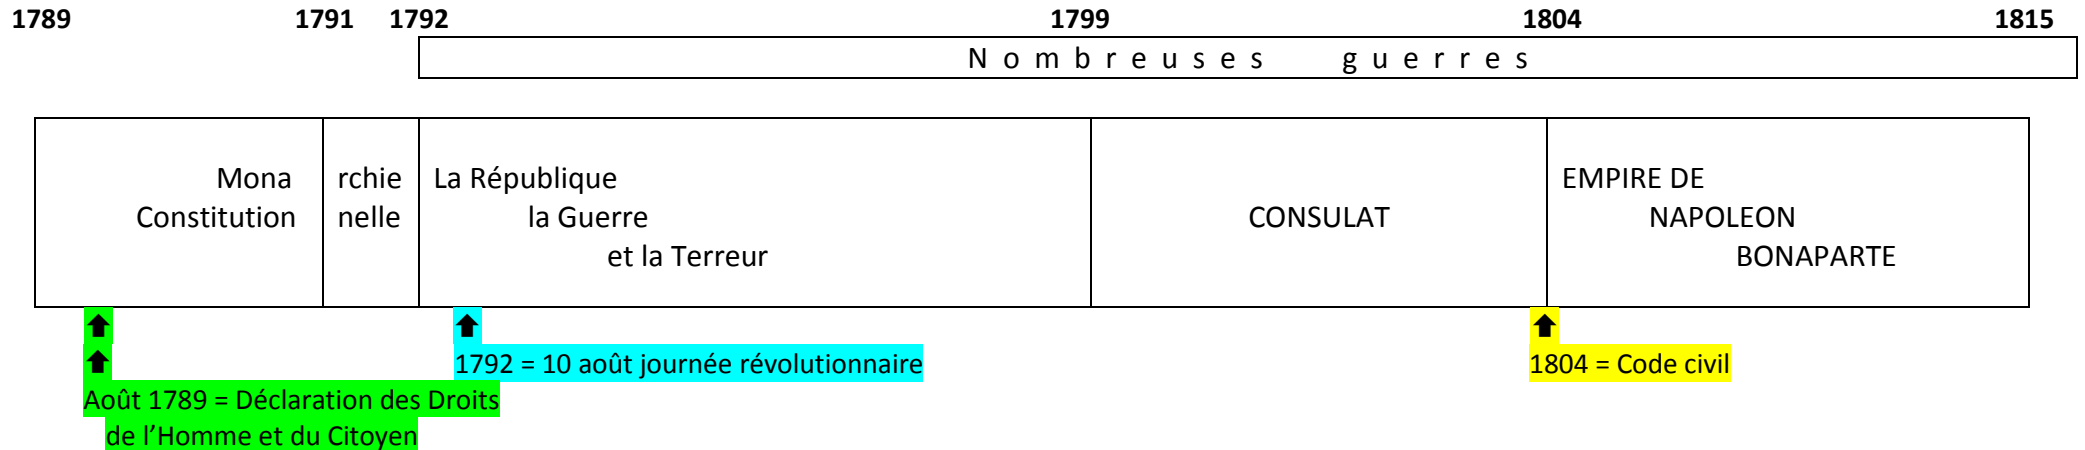 1789 1791 1792 1799 1804 1815
Nombreuses guerres
Mona rchie La République EMPIRE DE
Constitution nelle la Guerre CONSULAT NAPOLEON
et la Terreur BONAPARTE
1792 = 10 août journée révolutionnaire 1804 = Code civil
Août 1789 = Déclaration des Droits
de l’Homme et du Citoyen